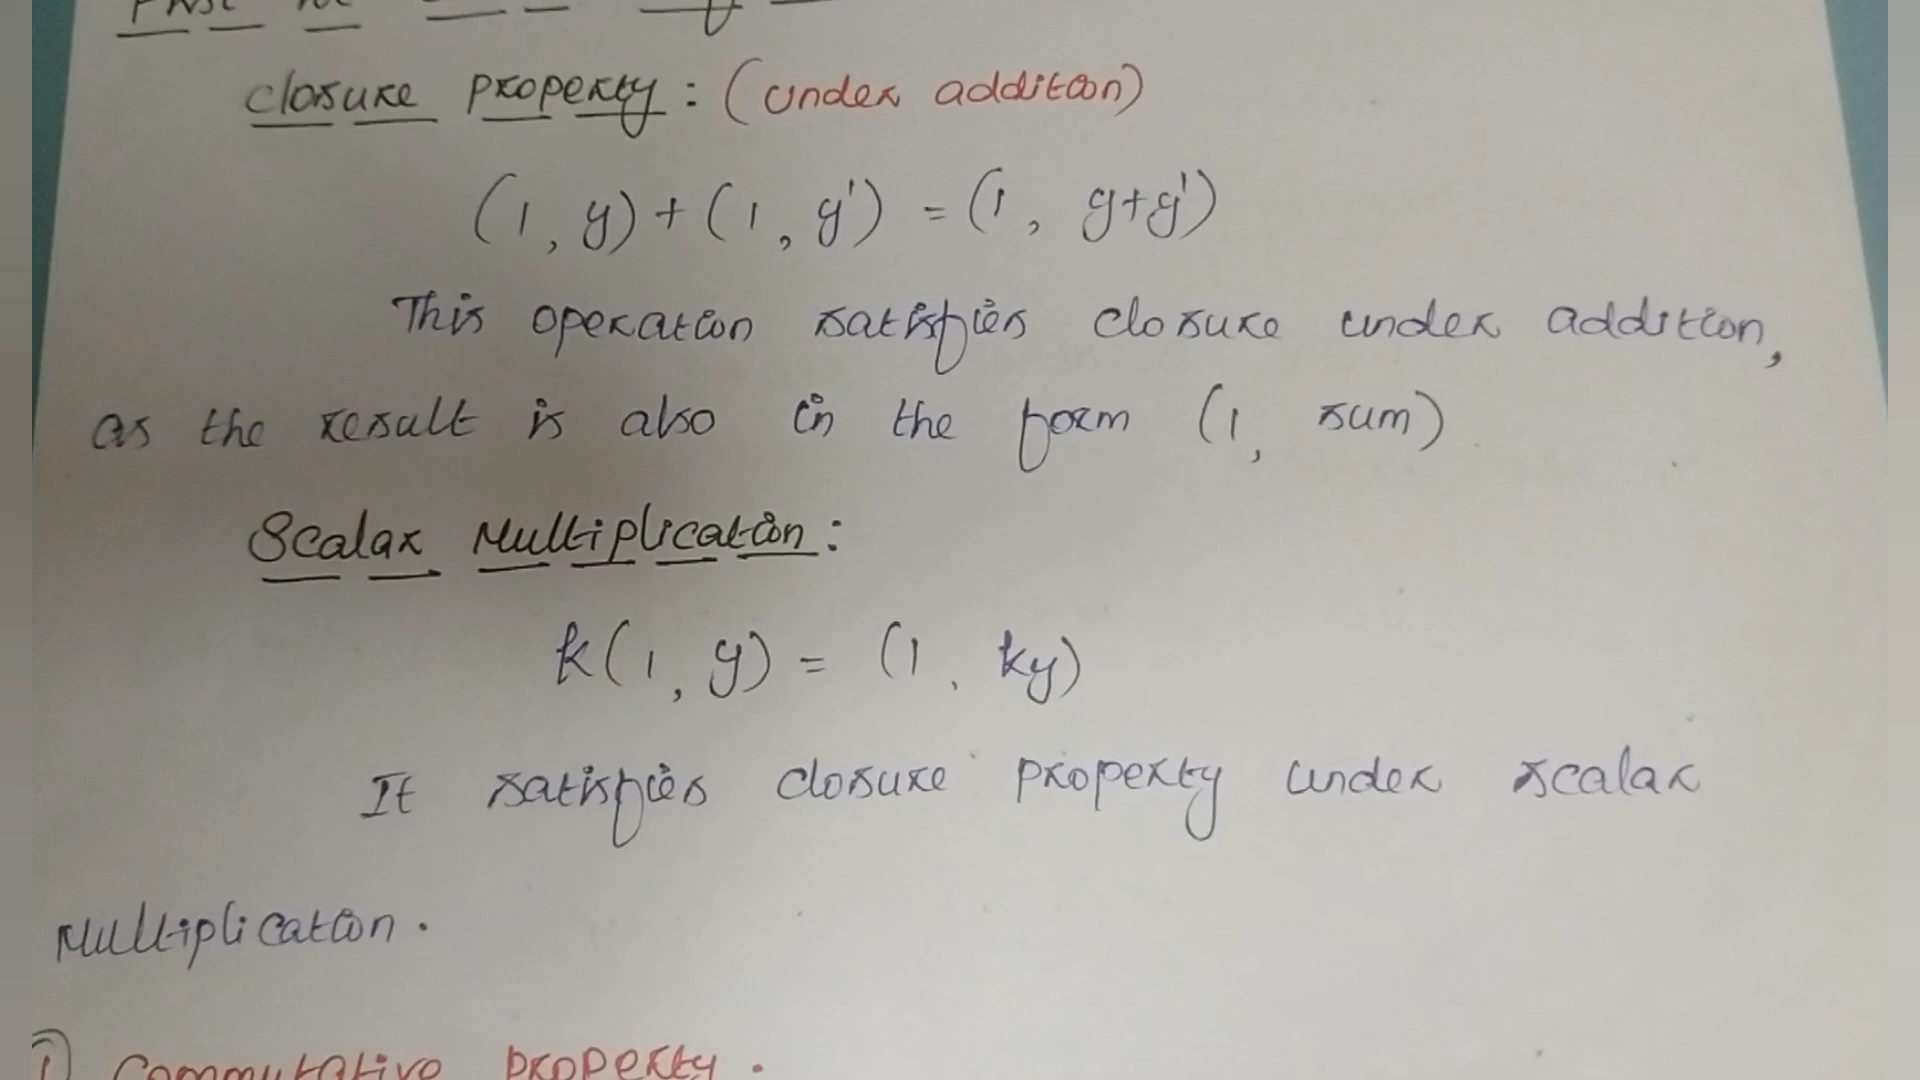 closure property: (under addition)
(1, y) + (1, y') = (1, y+y')
This operation satisfies closure under addition,
as the result is also in the form (1, sum)
Scalar Multiplication:
k(1, y) = (1, ky)
It satisfies closure property under scalar
Multiplication.
① Commutative property.